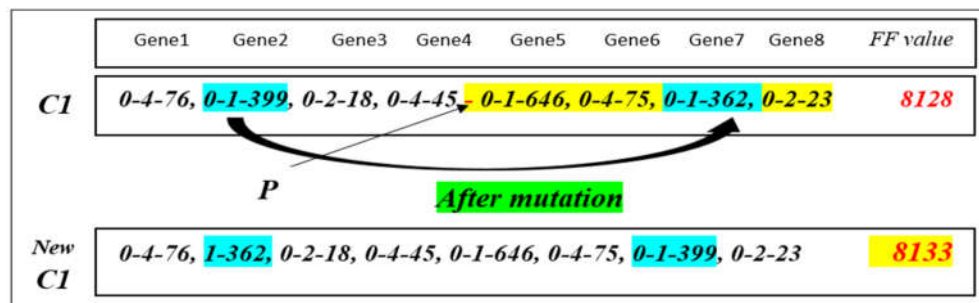 Gene1 Gene2 Gene3 Gene4 Gene5 Gene6 Gene7 Gene8 FF value
C1 0-4-76, 0-1-399, 0-2-18, 0-4-45,- 0-1-646, 0-4-75, 0-1-362, 0-2-23 8128
P
After mutation
New
C1 0-4-76, 1-362, 0-2-18, 0-4-45, 0-1-646, 0-4-75, 0-1-399, 0-2-23 8133